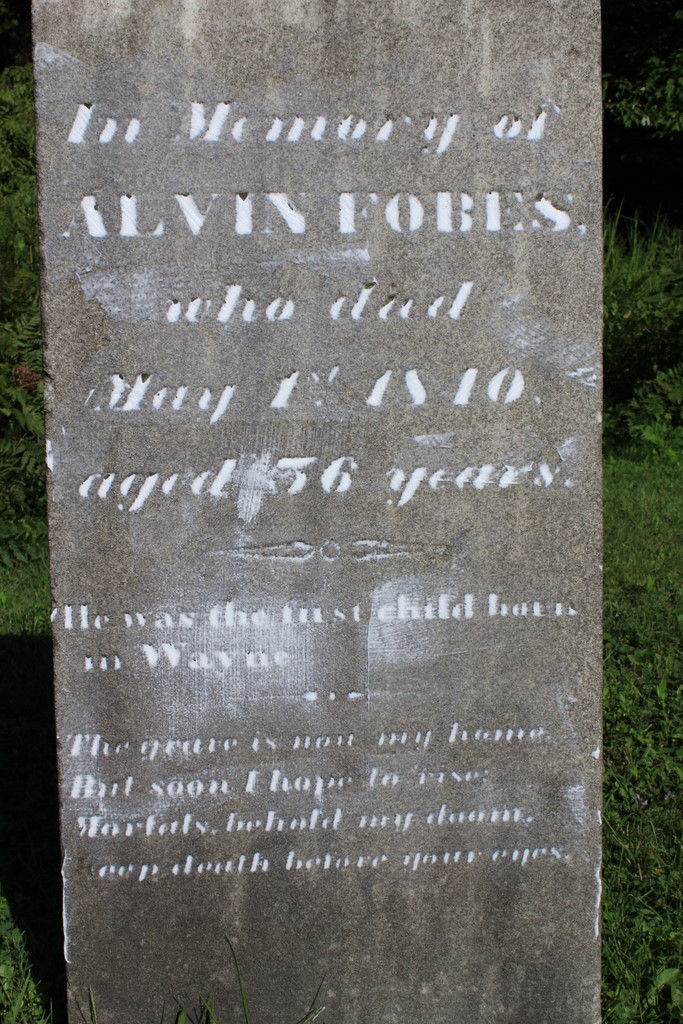 In Memory of
ALVIN FOBES,
who died
May 1st 1840,
aged 36 years.
He was the first child born
in Wayne
The grave is now my home,
But soon I hope to rise;
Mortals, behold my doom,
Keep death before your eyes.